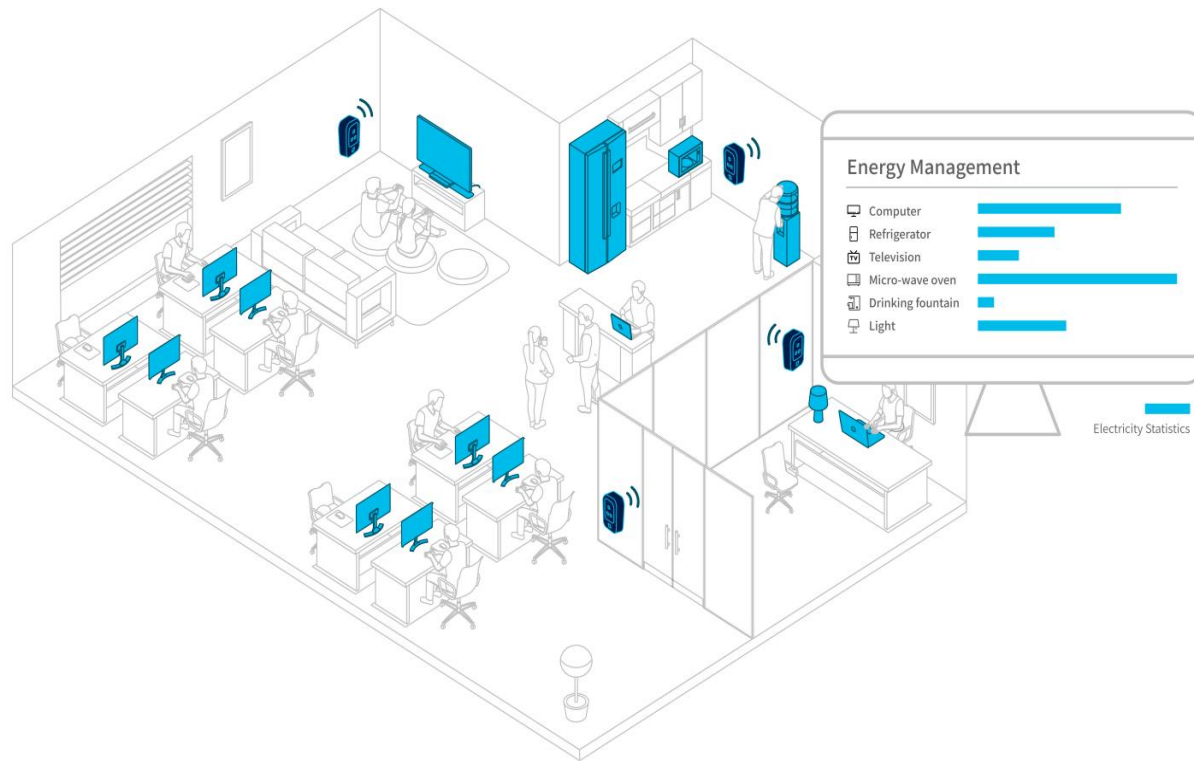 Energy Management
Computer
Refrigerator
Television
Micro-wave oven
Drinking fountain
Light
Electricity Statistics